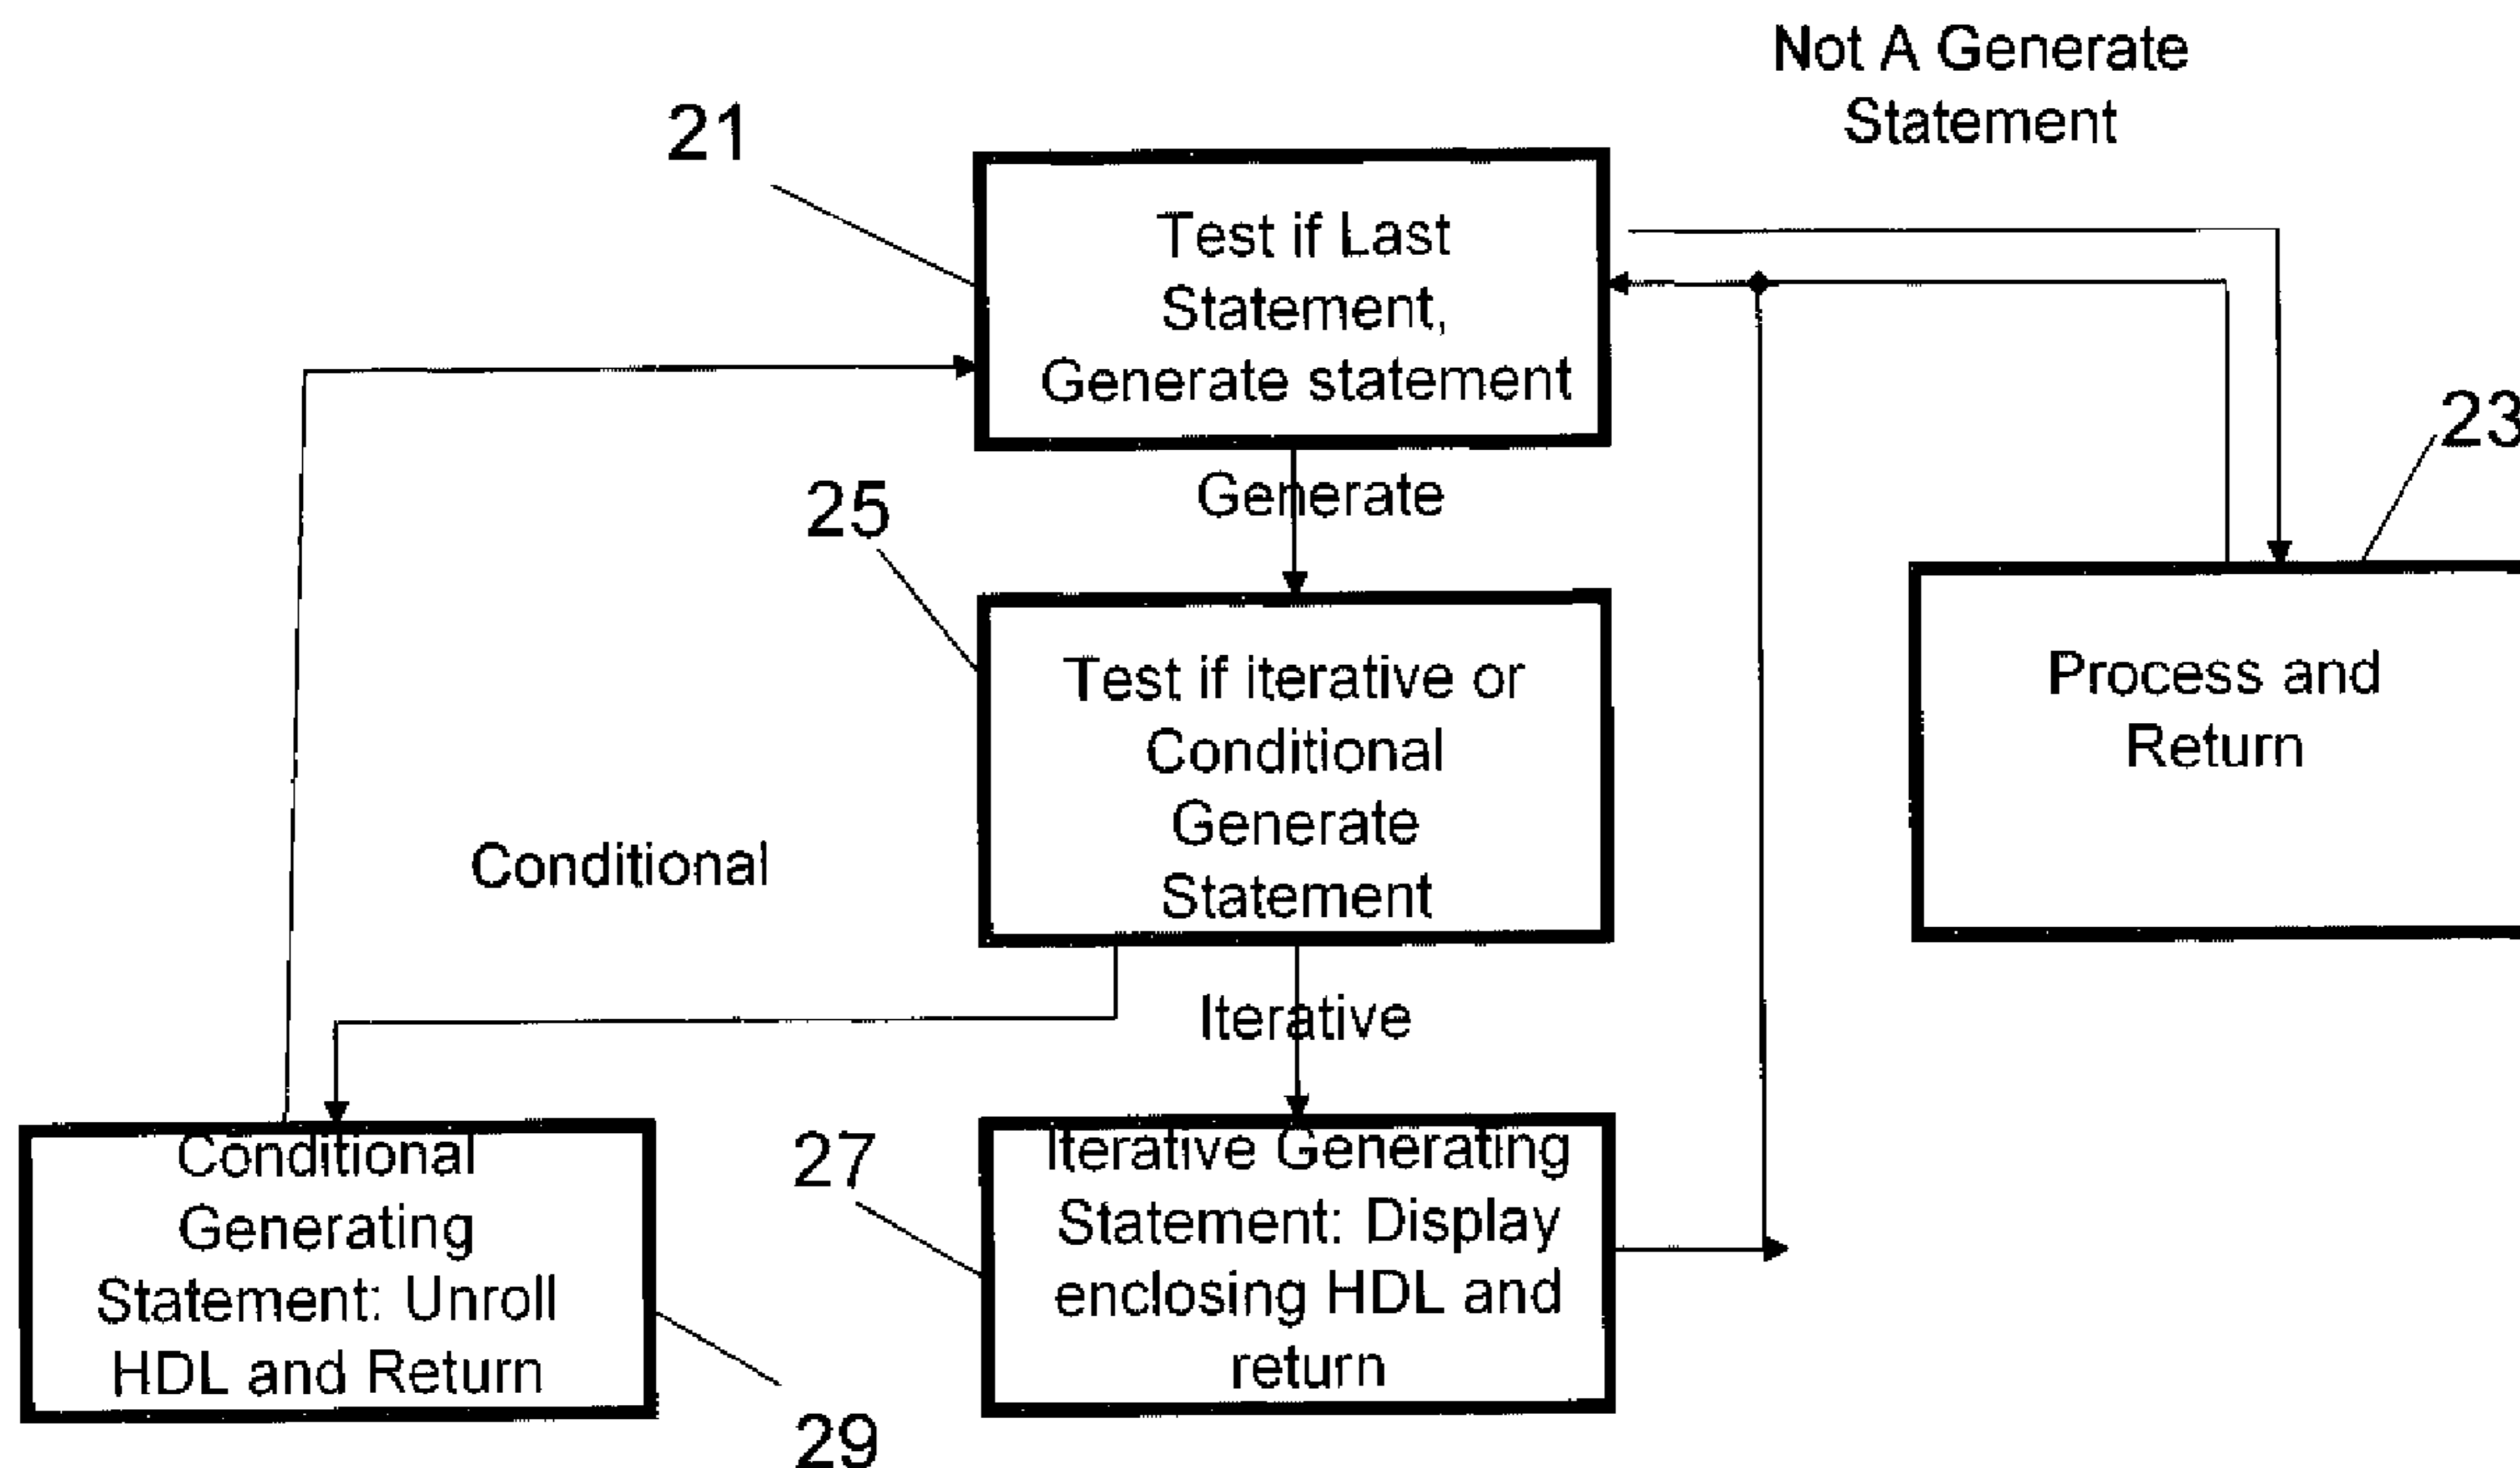 Not A Generate
Statement
21
Test if Last
Statement,
Generate statement
23
Generate
25
Test if iterative or
Conditional
Generate
Statement
Process and
Return
Conditional
Iterative
Conditional
Generating
Statement: Unroll
HDL and Return
27
Iterative Generating
Statement: Display
enclosing HDL and
return
29